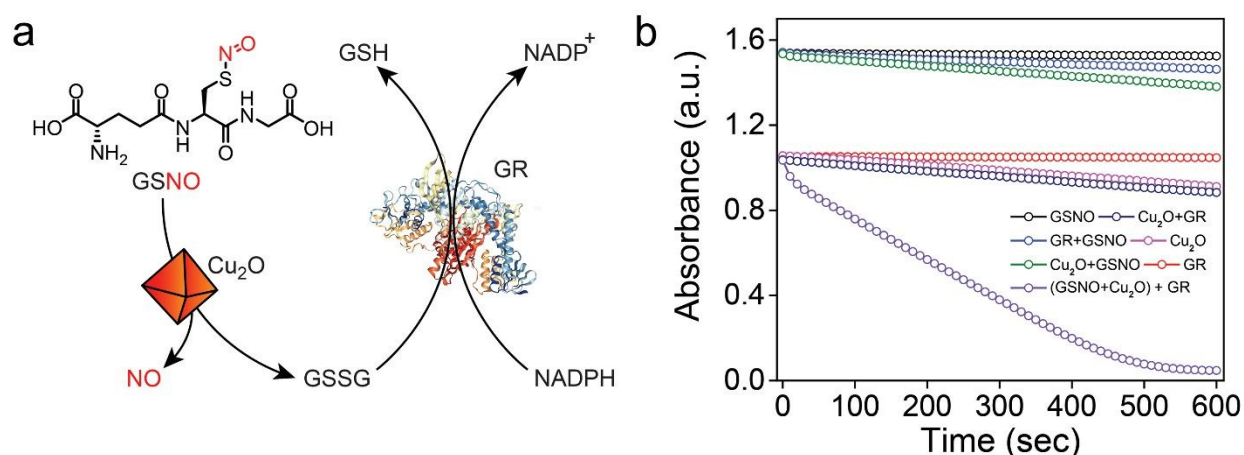 a
N=O
S
O
HO
NH₂
O
N
H
H
N
O
O
OH
GSNO
Cu₂O
NO
GSSG
GSH
NADP⁺
GR
NADPH
b
Absorbance (a.u.)
1.6
1.2
0.8
0.4
0.0
GSNO Cu₂O+GR
GR+GSNO Cu₂O
Cu₂O+GSNO GR
(GSNO+Cu₂O) + GR
0 100 200 300 400 500 600
Time (sec)